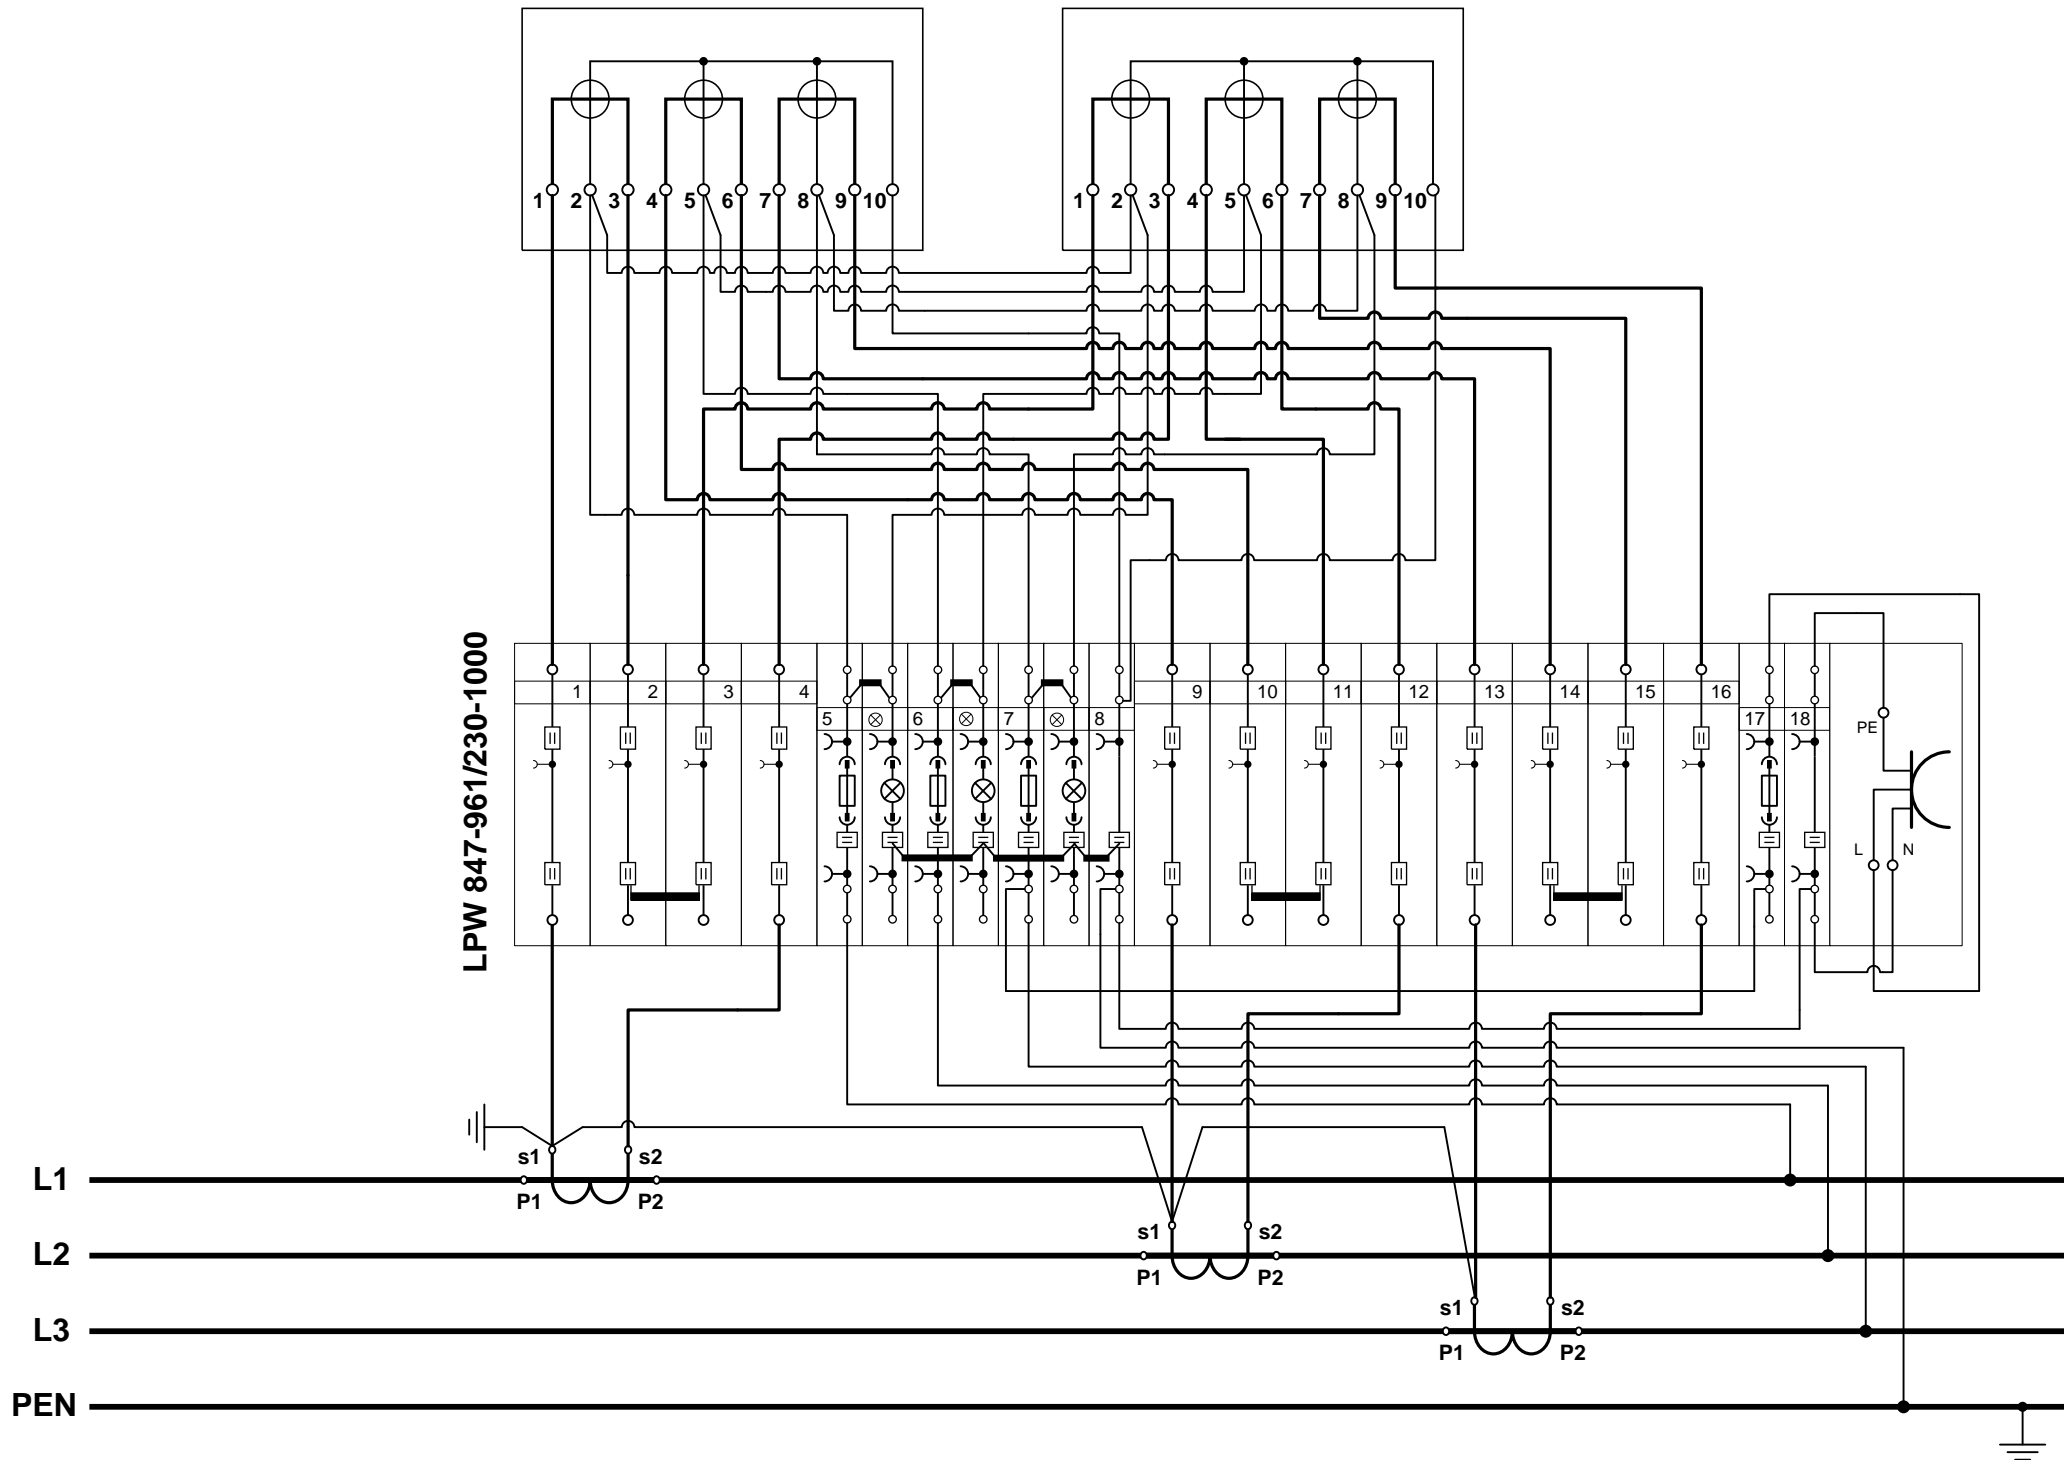 1 2 3 4 5 6 7 8 9 10
1 2 3 4 5 6 7 8 9 10
LPW 847-961/230-1000
1 2 3 4 9 10 11 12 13 14 15 16
5 6 7 8 17 18
PE
L N
s1 s2
L1
P1 P2
s1 s2
L2
P1 P2
s1 s2
L3
P1 P2
PEN